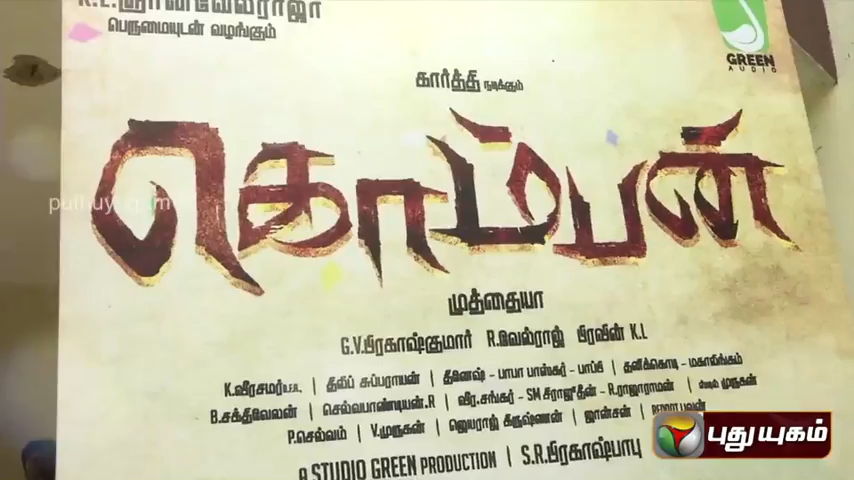 K.E.ஞானவேல்ராஜா
பெருமையுடன் வழங்கும்
GREEN
AUDIO
கார்த்தி நடிக்கும்
கொம்பன்
முத்தையா
G.V.பிரகாஷ்குமார் R.வேல்ராஜ் பிரவின் K.L
K.வீரசமர் | திலிப் சுப்பராயன் | தினேஷ் - பாபா பாஸ்கர் - பாப்பி | தனிக்கொடி - மகாலிங்கம்
B.சக்திவேலன் | செல்வபாண்டியன்.R | வீர.சங்கர் - SM சிராஜூதீன் - R.ராஜாராமன் | ஸ்டில் முருகன்
P.செல்வம் | V.முருகன் | ஜெயராஜ் கிருஷ்ணன் | ஜான்சன் |
A STUDIO GREEN PRODUCTION | S.R.பிரகாஷ்பாபு
புதுயுகம்